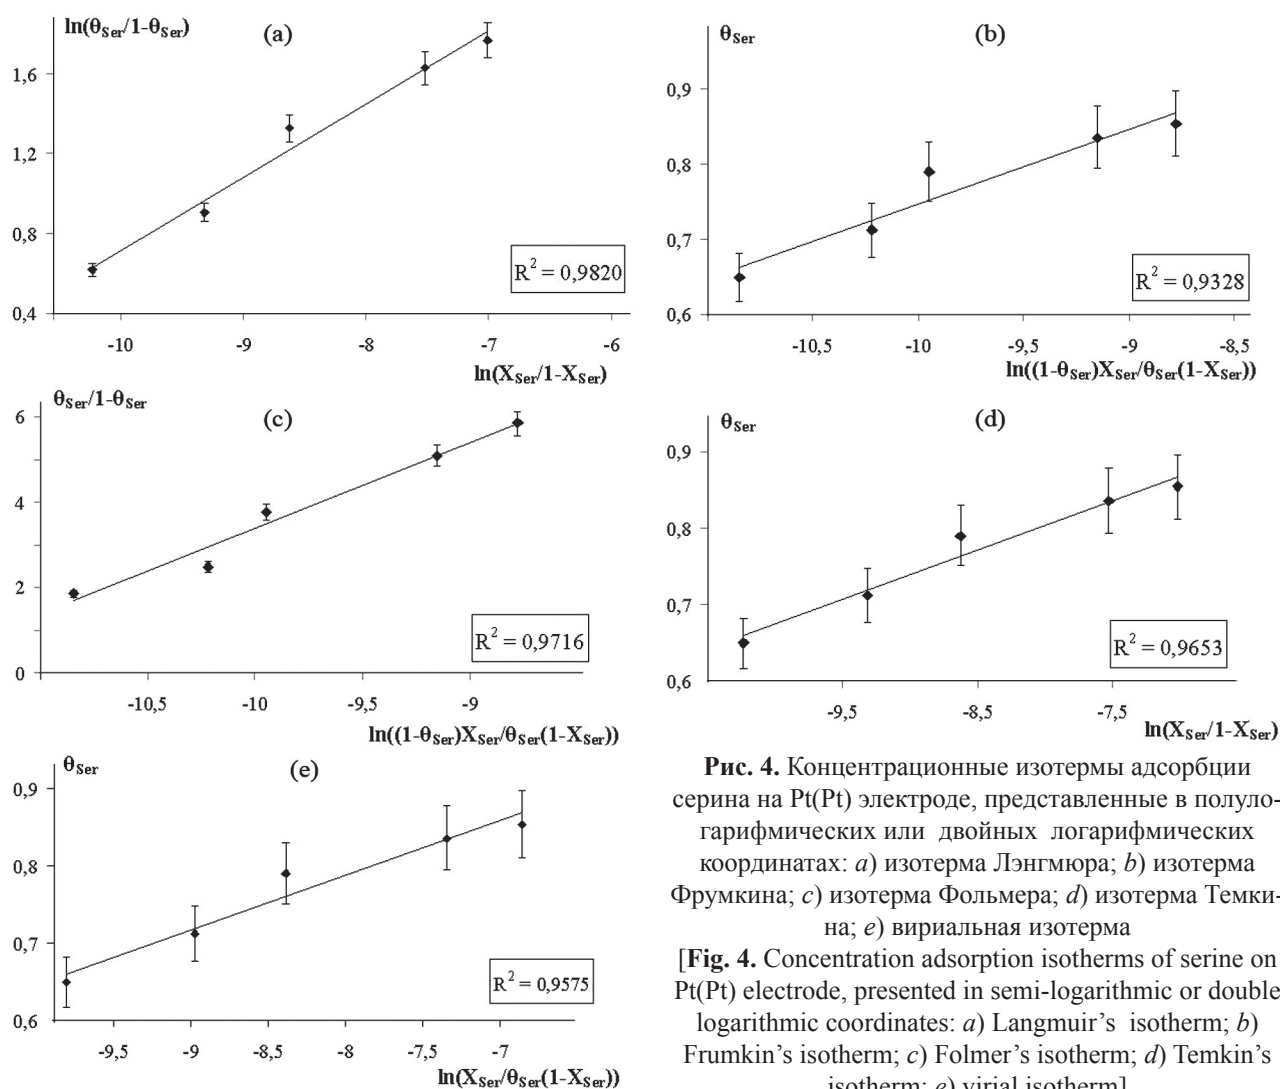 ln(θSer/1-θSer)
(a)
1,6
1,2
0,8
0,4
R² = 0,9820
-10
-9
-8
-7
-6
ln(XSer/1-XSer)
θSer
(b)
0,9
0,8
0,7
0,6
R² = 0,9328
-10,5
-10
-9,5
-9
-8,5
ln((1-θSer)XSer/θSer(1-XSer))
θSer/1-θSer
(c)
6
4
2
0
R² = 0,9716
-10,5
-10
-9,5
-9
ln((1-θSer)XSer/θSer(1-XSer))
θSer
(d)
0,9
0,8
0,7
0,6
R² = 0,9653
-9,5
-8,5
-7,5
ln(XSer/1-XSer)
θSer
(e)
0,9
0,8
0,7
0,6
R² = 0,9575
-9,5
-9
-8,5
-8
-7,5
-7
ln(XSer/θSer(1-XSer))
Рис. 4. Концентрационные изотермы адсорбции
серина на Pt(Pt) электроде, представленные в полуло-
гарифмических или двойных логарифмических
координатах: a) изотерма Лэнгмюра; b) изотерма
Фрумкина; c) изотерма Фольмера; d) изотерма Темки-
на; e) вириальная изотерма
[Fig. 4. Concentration adsorption isotherms of serine on
Pt(Pt) electrode, presented in semi-logarithmic or double
logarithmic coordinates: a) Langmuir’s isotherm; b)
Frumkin’s isotherm; c) Folmer’s isotherm; d) Temkin’s
isotherm; e) virial isotherm]